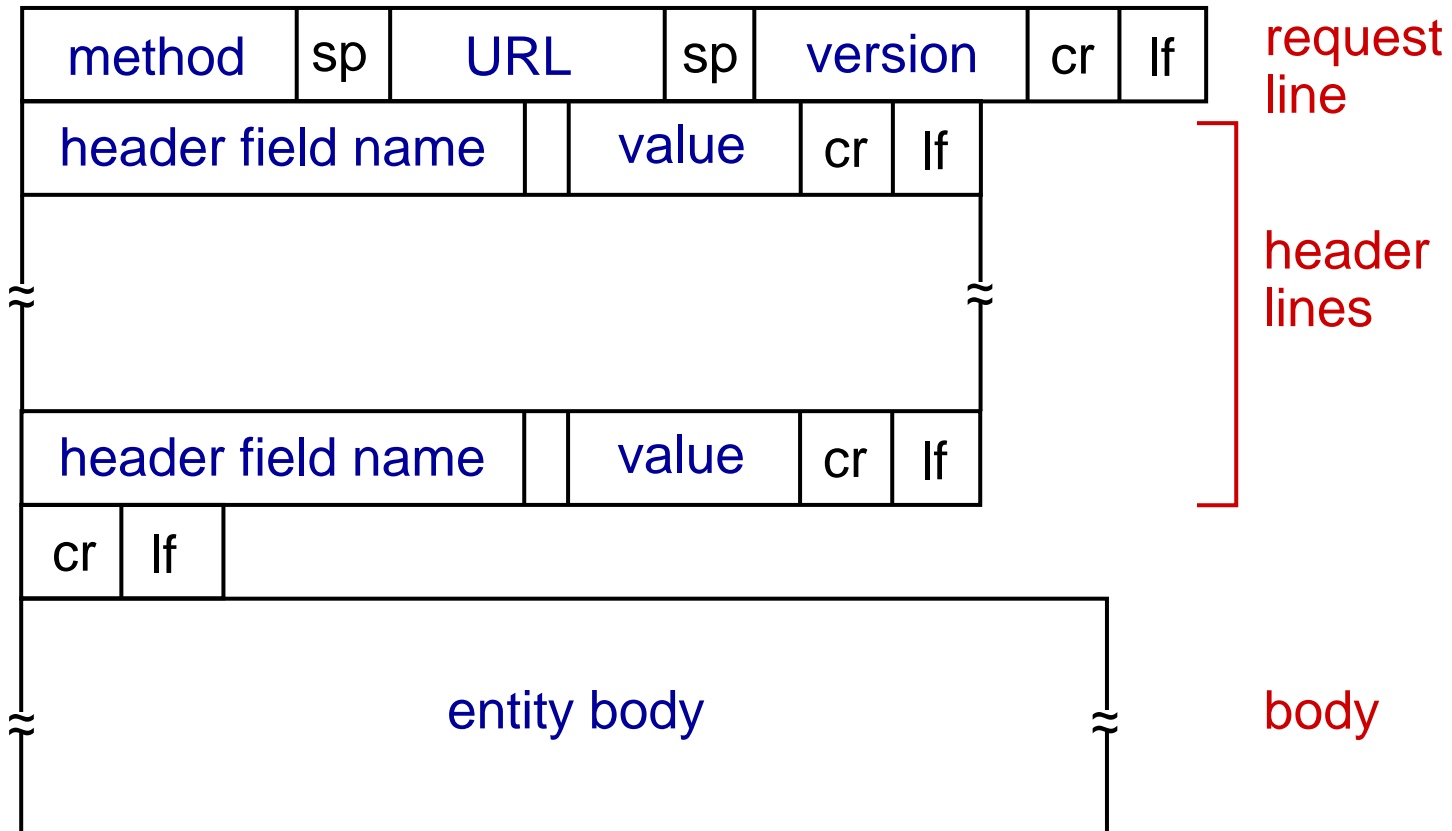 method sp URL sp version cr lf request
line
header field name value cr lf
header
lines
≈ ≈
header field name value cr lf
cr lf
≈ entity body ≈ body